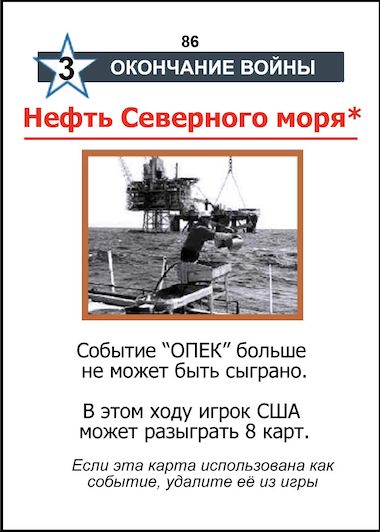 86
3 ОКОНЧАНИЕ ВОЙНЫ
Нефть Северного моря*
Событие “ОПЕК” больше
не может быть сыграно.
В этом ходу игрок США
может разыграть 8 карт.
Если эта карта использована как
событие, удалите её из игры